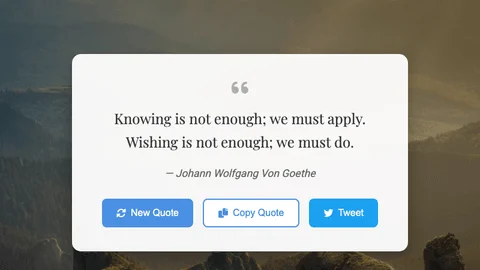 “
Knowing is not enough; we must apply.
Wishing is not enough; we must do.
— Johann Wolfgang Von Goethe
New Quote
Copy Quote
Tweet